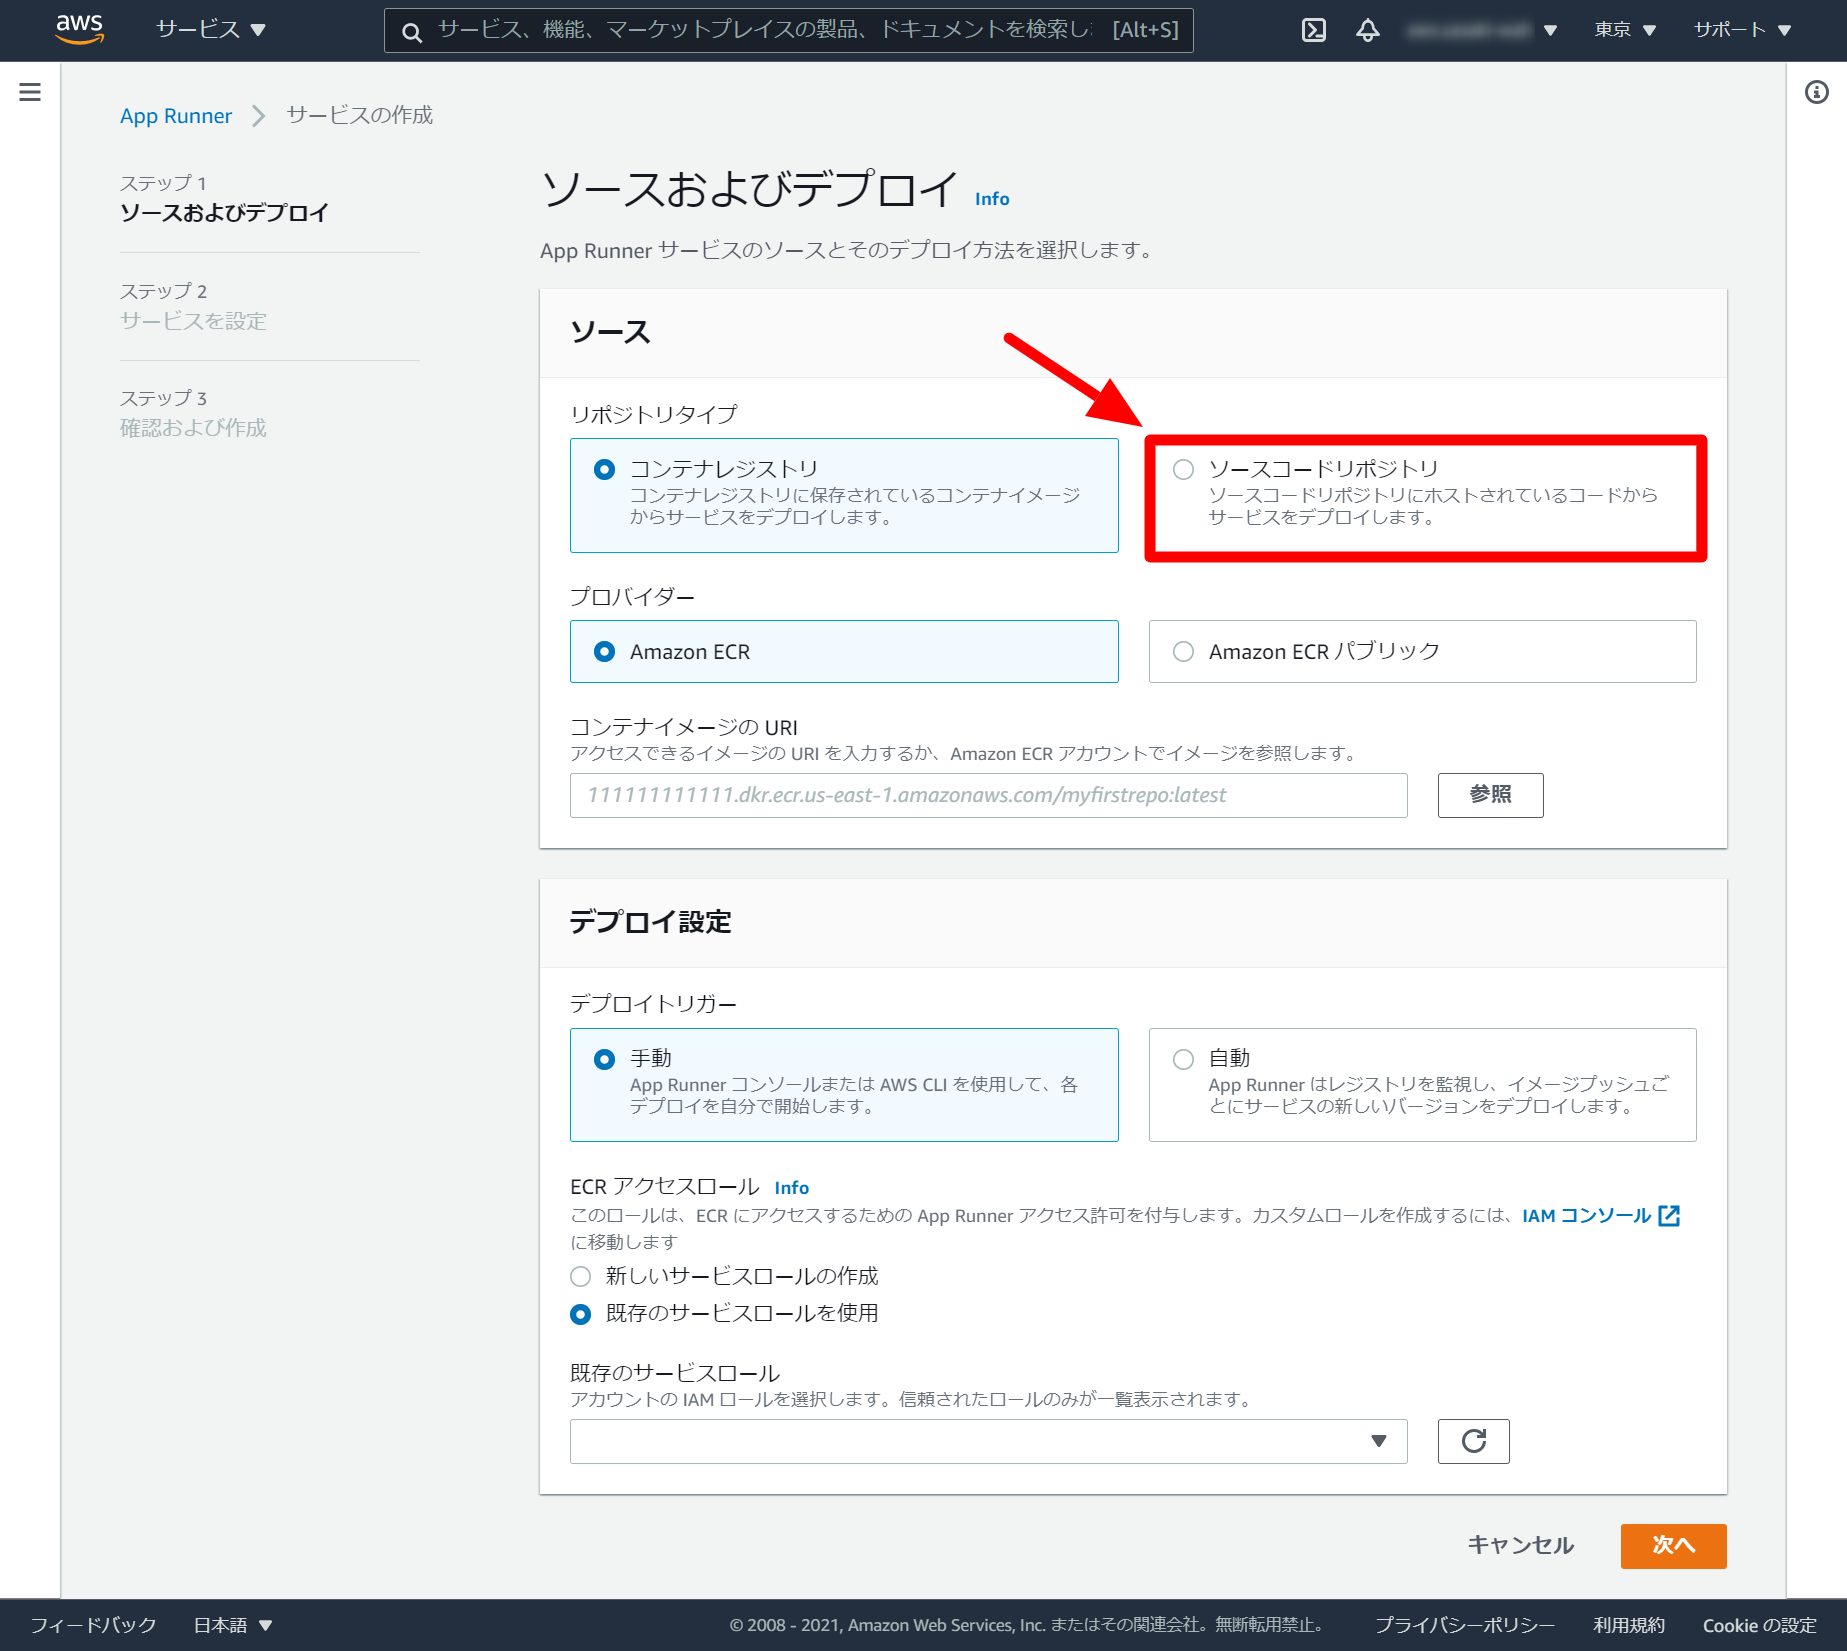 aws
サービス ▼
サービス、機能、マーケットプレイスの製品、ドキュメントを検索し
[Alt+S]
東京 ▼
サポート ▼
App Runner
サービスの作成
ステップ 1
ソースおよびデプロイ
ステップ 2
サービスを設定
ステップ 3
確認および作成
ソースおよびデプロイ Info
App Runner サービスのソースとそのデプロイ方法を選択します。
ソース
リポジトリタイプ
コンテナレジストリ
コンテナレジストリに保存されているコンテナイメージ
からサービスをデプロイします。
ソースコードリポジトリ
ソースコードリポジトリにホストされているコードから
サービスをデプロイします。
プロバイダー
Amazon ECR
Amazon ECR パブリック
コンテナイメージの URI
アクセスできるイメージの URI を入力するか、Amazon ECR アカウントでイメージを参照します。
111111111111.dkr.ecr.us-east-1.amazonaws.com/myfirstrepo:latest
参照
デプロイ設定
デプロイトリガー
手動
App Runner コンソールまたは AWS CLI を使用して、各
デプロイを自分で開始します。
自動
App Runner はレジストリを監視し、イメージプッシュご
とにサービスの新しいバージョンをデプロイします。
ECR アクセスロール Info
このロールは、ECR にアクセスするための App Runner アクセス許可を付与します。カスタムロールを作成するには、IAM コンソール
に移動します
新しいサービスロールの作成
既存のサービスロールを使用
既存のサービスロール
アカウントの IAM ロールを選択します。信頼されたロールのみが一覧表示されます。
キャンセル
次へ
フィードバック
日本語 ▼
© 2008 - 2021, Amazon Web Services, Inc. またはその関連会社。無断転用禁止。
プライバシーポリシー
利用規約
Cookie の設定